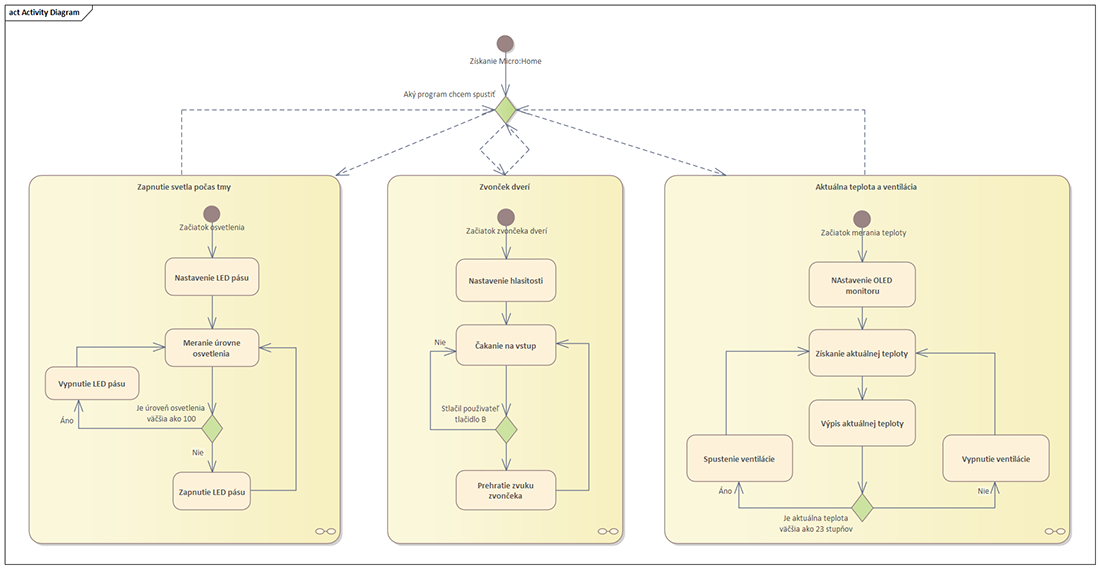 act Activity Diagram
Získanie Micro:Home
Aký program chcem spustiť
Zapnutie svetla počas tmy
Začiatok osvetlenia
Nastavenie LED pásu
Meranie úrovne
osvetlenia
Vypnutie LED pásu
Je úroveň osvetlenia
väčšia ako 100
Áno
Nie
Zapnutie LED pásu
Zvonček dverí
Začiatok zvončeka dverí
Nastavenie hlasitosti
Nie
Čakanie na vstup
Stlačil použivateľ
tlačidlo B
Prehratie zvuku
zvončeka
Aktuálna teplota a ventilácia
Začiatok merania teploty
NAstavenie OLED
monitoru
Získanie aktuálnej teploty
Výpis aktuálnej teploty
Spustenie ventilácie
Vypnutie ventilácie
Áno
Nie
Je aktuálna teplota
väčšia ako 23 stupňov